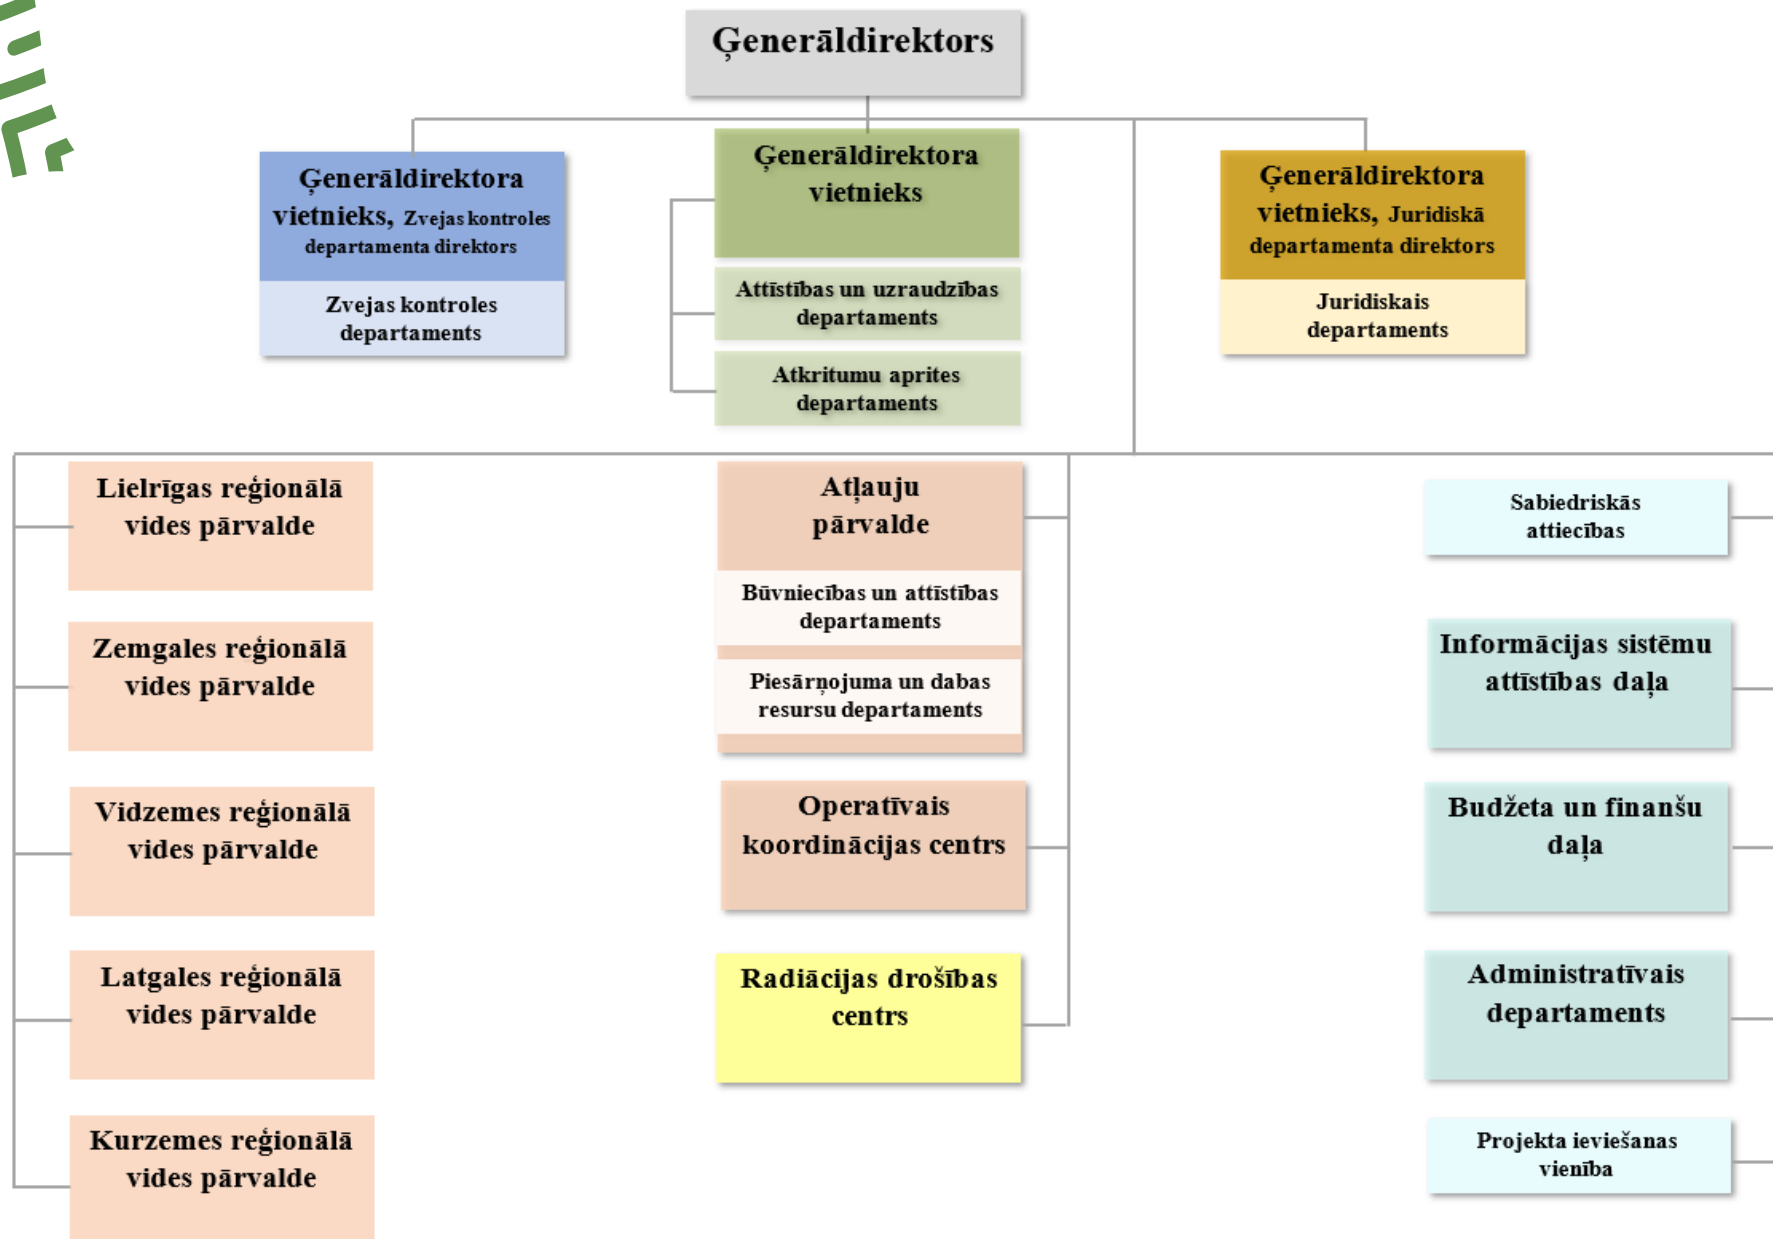 Ģenerāldirektors
Ģenerāldirektora
vietnieks, Zvejas kontroles
departamenta direktors
Zvejas kontroles
departaments
Ģenerāldirektora
vietnieks
Attīstības un uzraudzības
departaments
Atkritumu aprites
departaments
Ģenerāldirektora
vietnieks, Juridiskā
departamenta direktors
Juridiskais
departaments
Lielrīgas reģionālā
vides pārvalde
Zemgales reģionālā
vides pārvalde
Vidzemes reģionālā
vides pārvalde
Latgales reģionālā
vides pārvalde
Kurzemes reģionālā
vides pārvalde
Atļauju
pārvalde
Būvniecības un attīstības
departaments
Piesārņojuma un dabas
resursu departaments
Operatīvais
koordinācijas centrs
Radiācijas drošības
centrs
Sabiedriskās
attiecības
Informācijas sistēmu
attīstības daļa
Budžeta un finanšu
daļa
Administratīvais
departaments
Projekta ieviešanas
vienība